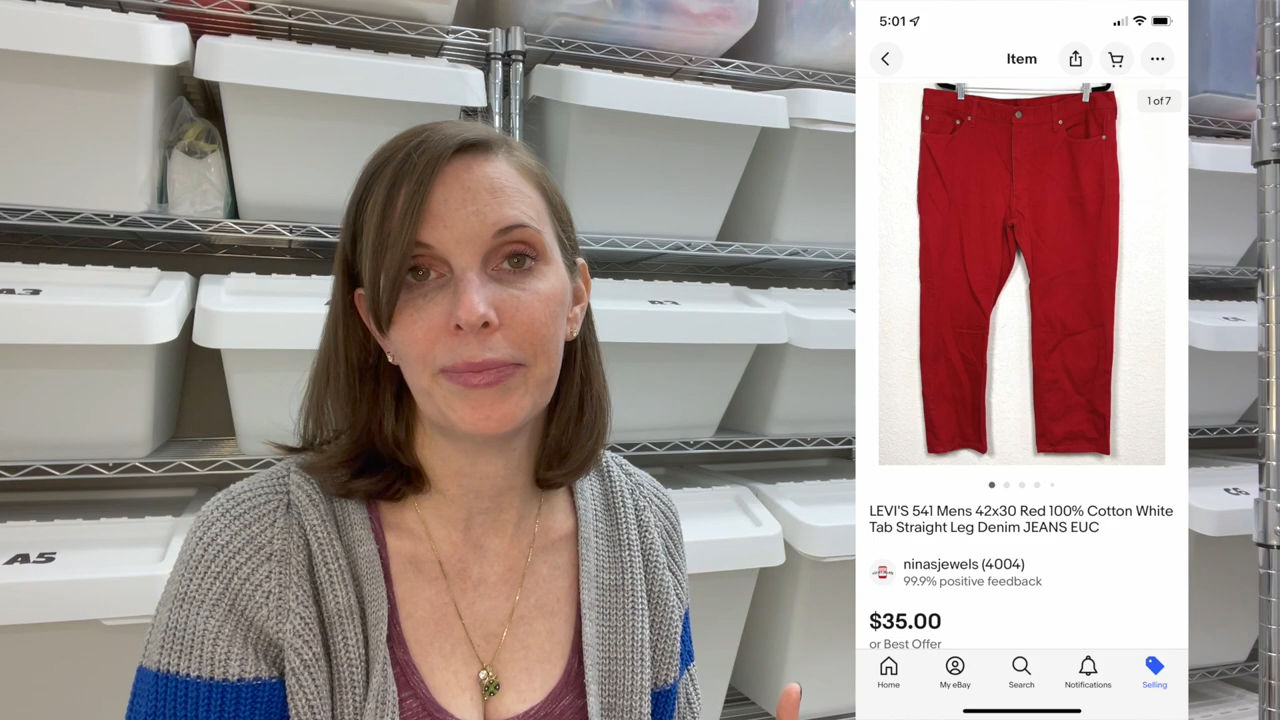 5:01
Item
1 of 7
LEVI'S 541 Mens 42x30 Red 100% Cotton White
Tab Straight Leg Denim JEANS EUC
ninasjewels (4004)
99.9% positive feedback
$35.00
or Best Offer
Home
My eBay
Search
Notifications
Selling
A3
A5